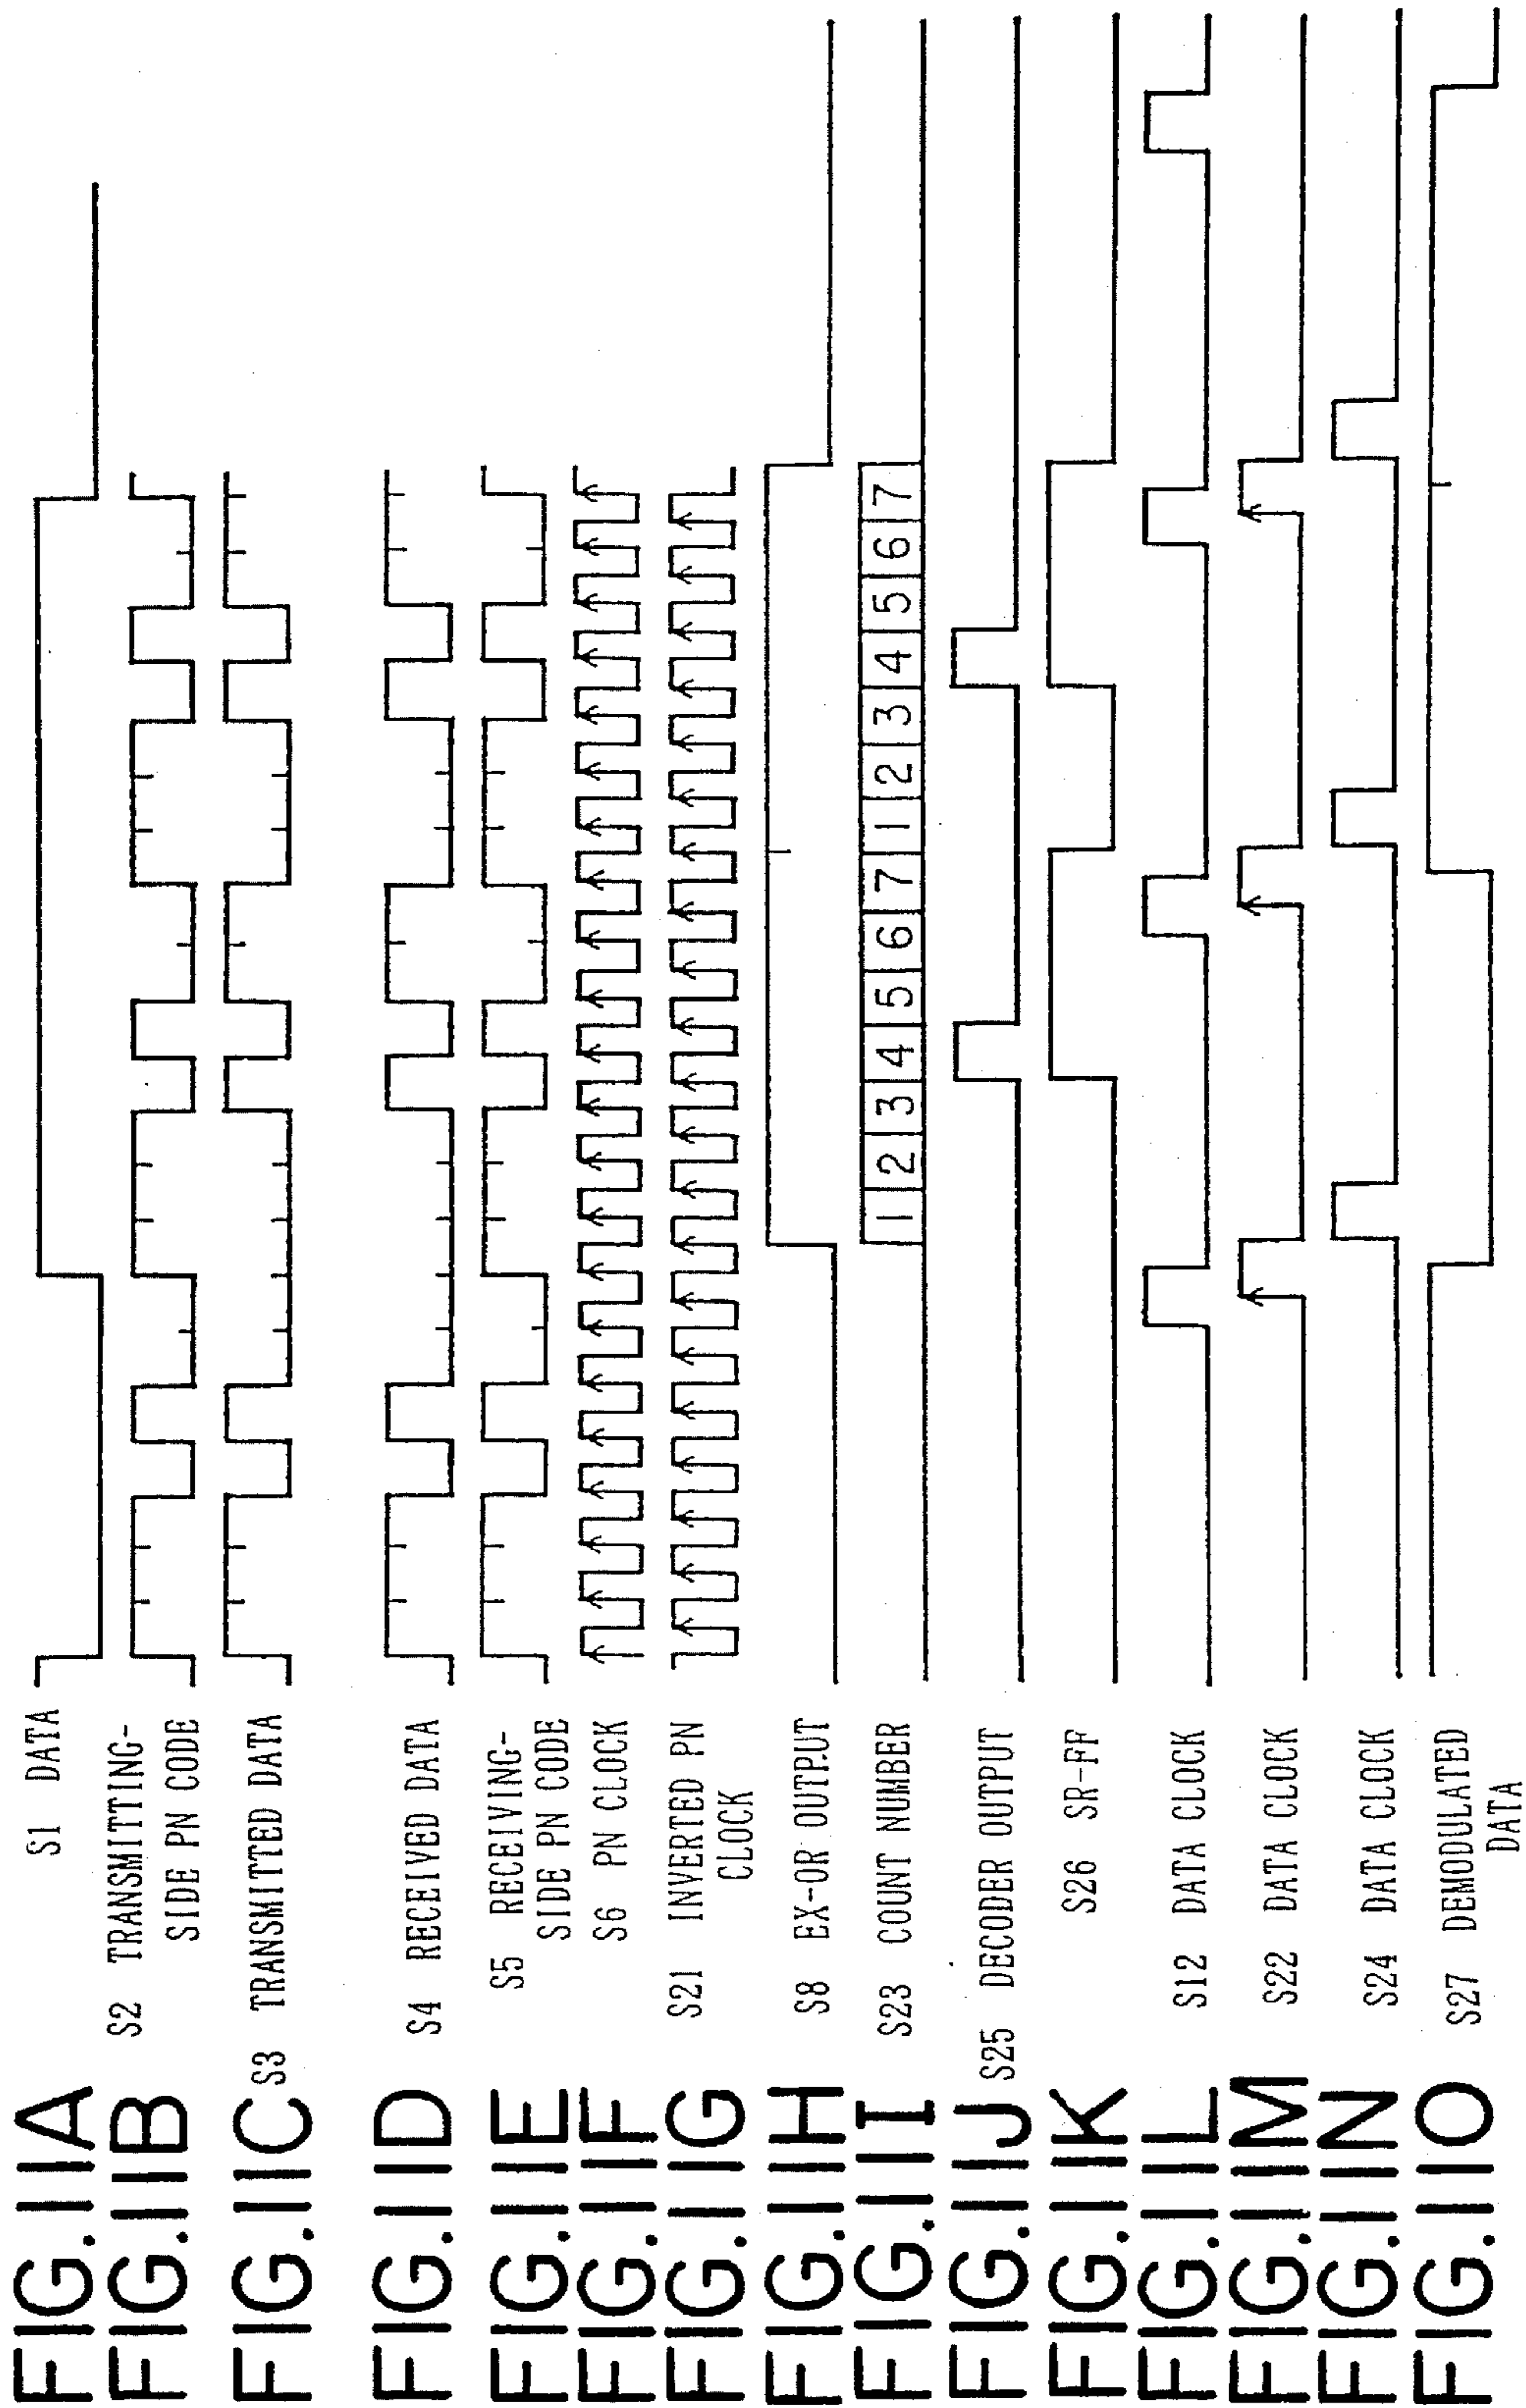 FIG.11A
S1 DATA
FIG.11B
S2 TRANSMITTING-
SIDE PN CODE
FIG.11C
S3 TRANSMITTED DATA
FIG.11D
S4 RECEIVED DATA
FIG.11E
S5 RECEIVING-
SIDE PN CODE
FIG.11F
S6 PN CLOCK
FIG.11G
S21 INVERTED PN
CLOCK
FIG.11H
S8 EX-OR OUTPUT
FIG.11I
S23 COUNT NUMBER
1 2 3 4 5 6 7 1 2 3 4 5 6 7
FIG.11J
S25 DECODER OUTPUT
FIG.11K
S26 SR-FF
FIG.11L
S12 DATA CLOCK
FIG.11M
S22 DATA CLOCK
FIG.11N
S24 DATA CLOCK
FIG.11O
S27 DEMODULATED
DATA